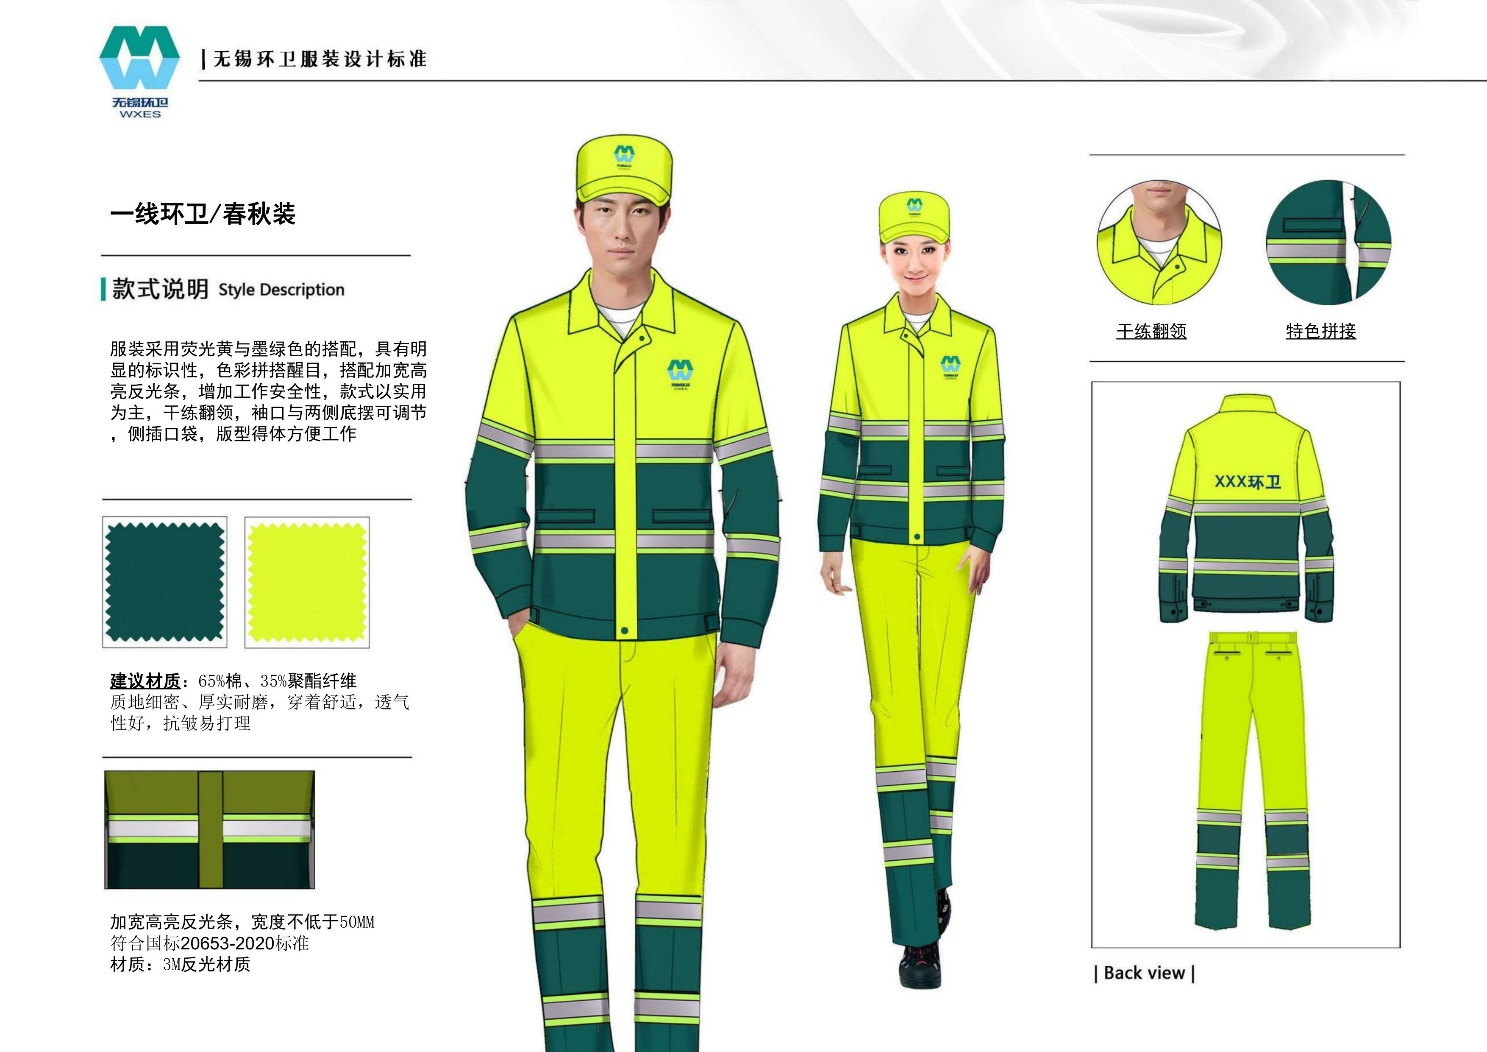 无锡环卫
WXES
|无锡环卫服装设计标准
一线环卫/春秋装
款式说明 Style Description
服装采用荧光黄与墨绿色的搭配，具有明
显的标识性，色彩拼搭醒目，搭配加宽高
亮反光条，增加工作安全性，款式以实用
为主，干练翻领，袖口与两侧底摆可调节
，侧插口袋，版型得体方便工作
建议材质：65%棉、35%聚酯纤维
质地细密、厚实耐磨，穿着舒适，透气
性好，抗皱易打理
加宽高亮反光条，宽度不低于50MM
符合国标20653-2020标准
材质：3M反光材质
干练翻领
特色拼接
XXX环卫
| Back view |